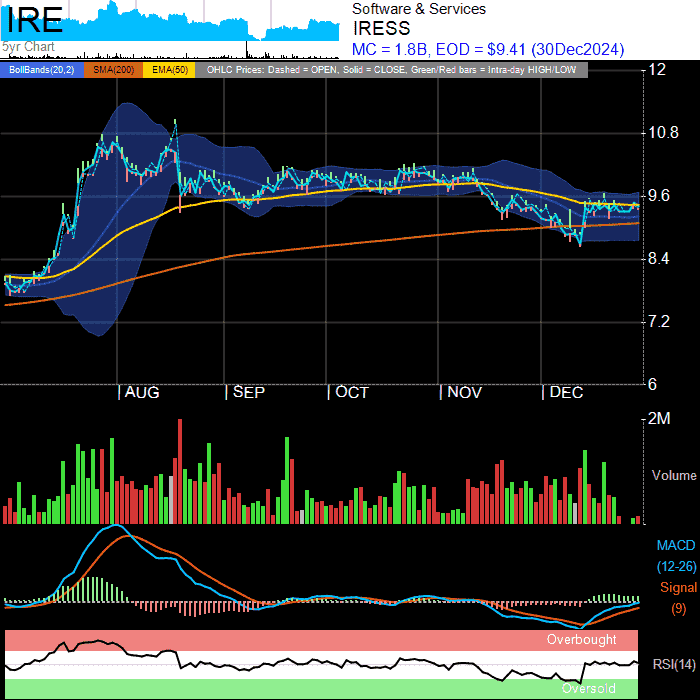 IRE
5yr Chart
Software & Services
IRESS
MC = 1.8B, EOD = $9.41 (30Dec2024)
BollBands(20,2) SMA(200) EMA(50) OHLC Prices: Dashed = OPEN, Solid = CLOSE, Green/Red bars = Intra-day HIGH/LOW
12
10.8
9.6
8.4
7.2
6
AUG SEP OCT NOV DEC
2M
Volume
MACD
(12-26)
Signal
(9)
Overbought
RSI(14)
Oversold